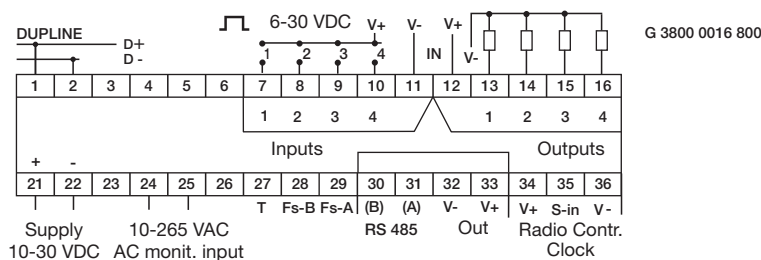 6-30 VDC V+ V- V+ G 3800 0016 800
DUPLINE
D+ 1 2 3 4 IN V-
D -
1 2 3 4 5 6 7 8 9 10 11 12 13 14 15 16
1 2 3 4 1 2 3 4
Inputs Outputs
+ -
21 22 23 24 25 26 27 28 29 30 31 32 33 34 35 36
T Fs-B Fs-A (B) (A) V- V+ V+ S-in V -
Supply 10-265 VAC RS 485 Out Radio Contr.
10-30 VDC AC monit. input Clock